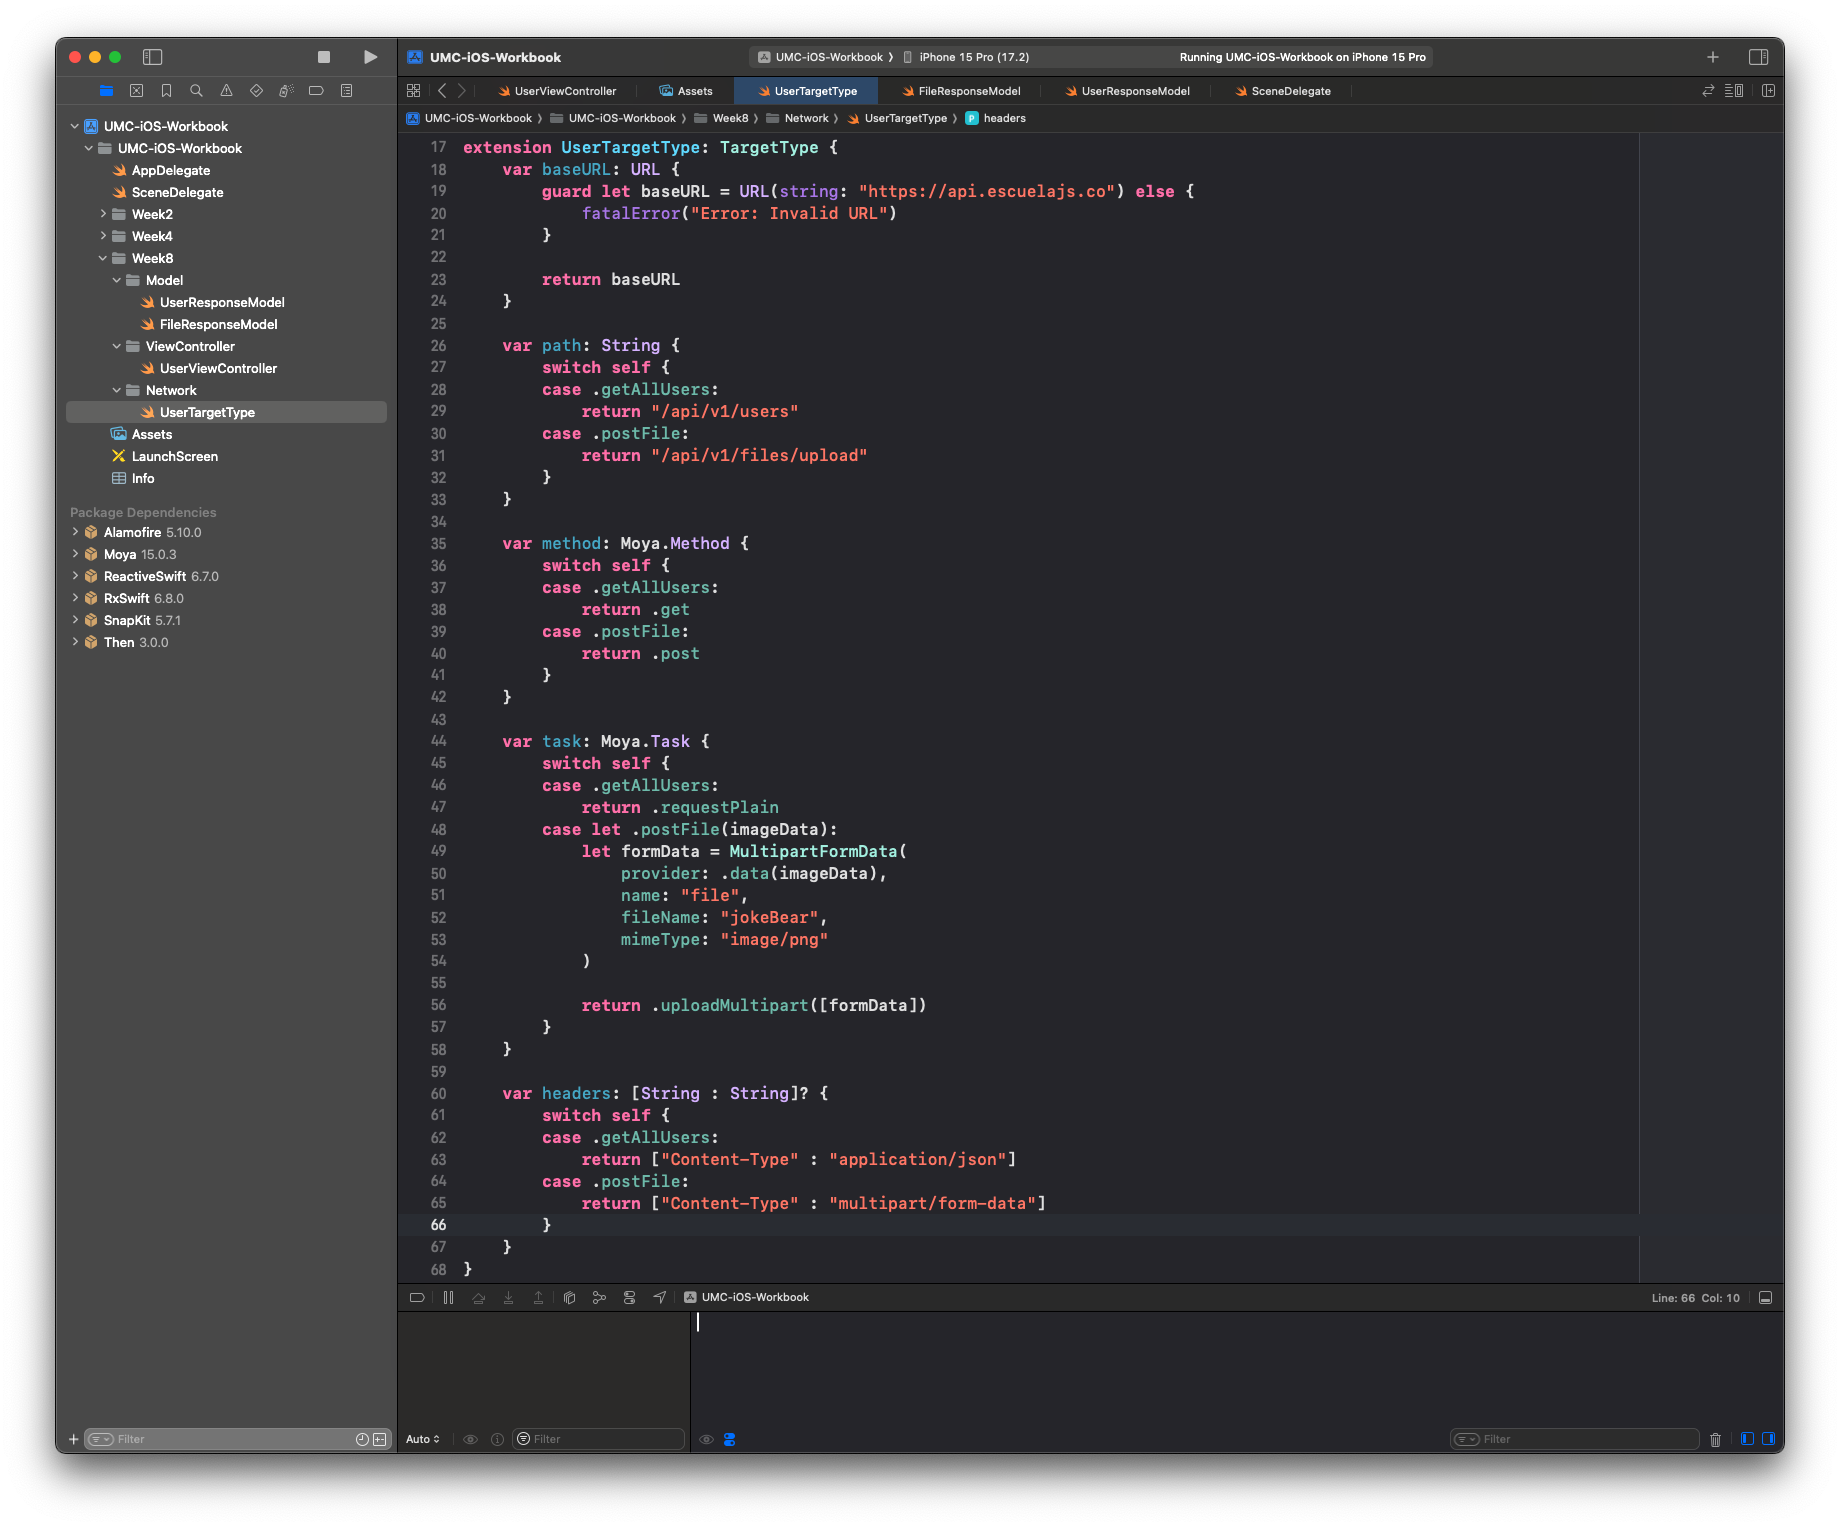 UMC-iOS-Workbook
UMC-iOS-Workbook
iPhone 15 Pro (17.2)
Running UMC-iOS-Workbook on iPhone 15 Pro
UserViewController
Assets
UserTargetType
FileResponseModel
UserResponseModel
SceneDelegate
UMC-iOS-Workbook 〉 UMC-iOS-Workbook 〉 Week8 〉 Network 〉 UserTargetType 〉 P headers
UMC-iOS-Workbook
UMC-iOS-Workbook
AppDelegate
SceneDelegate
Week2
Week4
Week8
Model
UserResponseModel
FileResponseModel
ViewController
UserViewController
Network
UserTargetType
Assets
LaunchScreen
Info
Package Dependencies
Alamofire 5.10.0
Moya 15.0.3
ReactiveSwift 6.7.0
RxSwift 6.8.0
SnapKit 5.7.1
Then 3.0.0
Filter
17 extension UserTargetType: TargetType {
18     var baseURL: URL {
19         guard let baseURL = URL(string: "https://api.escuelajs.co") else {
20             fatalError("Error: Invalid URL")
21         }
22
23         return baseURL
24     }
25
26     var path: String {
27         switch self {
28         case .getAllUsers:
29             return "/api/v1/users"
30         case .postFile:
31             return "/api/v1/files/upload"
32         }
33     }
34
35     var method: Moya.Method {
36         switch self {
37         case .getAllUsers:
38             return .get
39         case .postFile:
40             return .post
41         }
42     }
43
44     var task: Moya.Task {
45         switch self {
46         case .getAllUsers:
47             return .requestPlain
48         case let .postFile(imageData):
49             let formData = MultipartFormData(
50                 provider: .data(imageData),
51                 name: "file",
52                 fileName: "jokeBear",
53                 mimeType: "image/png"
54             )
55
56             return .uploadMultipart([formData])
57         }
58     }
59
60     var headers: [String : String]? {
61         switch self {
62         case .getAllUsers:
63             return ["Content-Type" : "application/json"]
64         case .postFile:
65             return ["Content-Type" : "multipart/form-data"]
66         }
67     }
68 }
UMC-iOS-Workbook
Line: 66 Col: 10
Auto
Filter
Filter